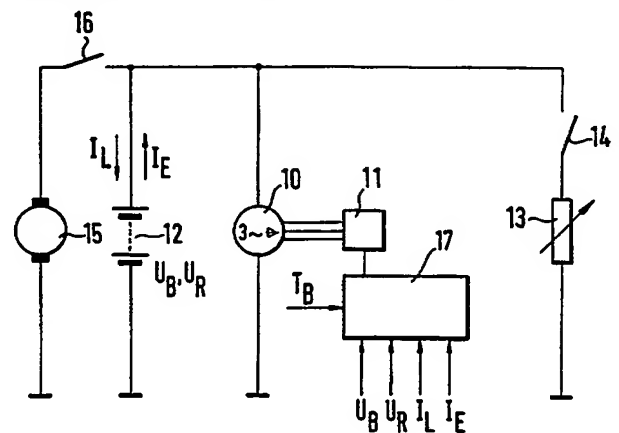 16
I_L
I_E
15
12
U_B, U_R
10
3~
11
17
T_B
U_B U_R I_L I_E
14
13